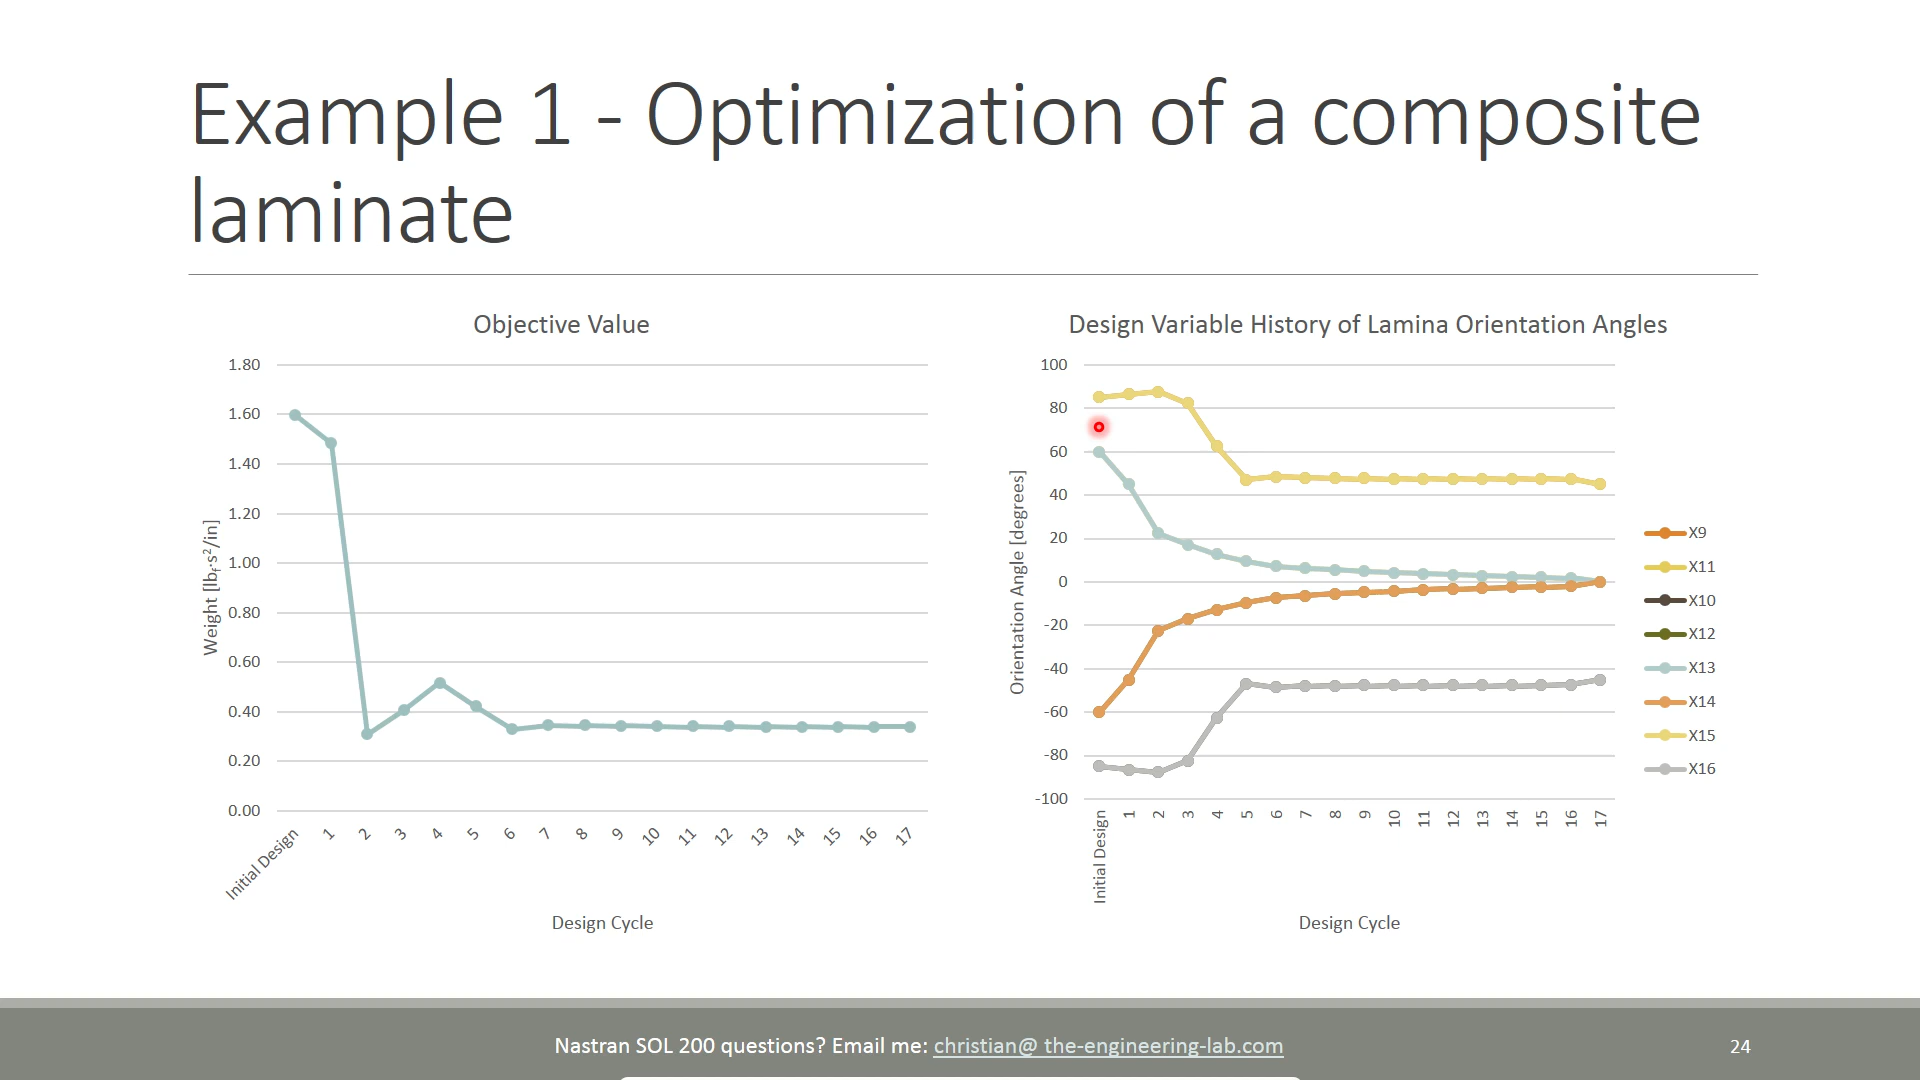 Example 1 - Optimization of a composite
laminate
Objective Value
1.80
1.60
1.40
1.20
1.00
0.80
0.60
0.40
0.20
0.00
Weight [lbf·s²/in]
Initial Design 1 2 3 4 5 6 7 8 9 10 11 12 13 14 15 16 17
Design Cycle
Design Variable History of Lamina Orientation Angles
100
80
60
40
20
0
-20
-40
-60
-80
-100
Orientation Angle [degrees]
Initial Design 1 2 3 4 5 6 7 8 9 10 11 12 13 14 15 16 17
Design Cycle
X9
X11
X10
X12
X13
X14
X15
X16
Nastran SOL 200 questions? Email me: christian@ the-engineering-lab.com
24